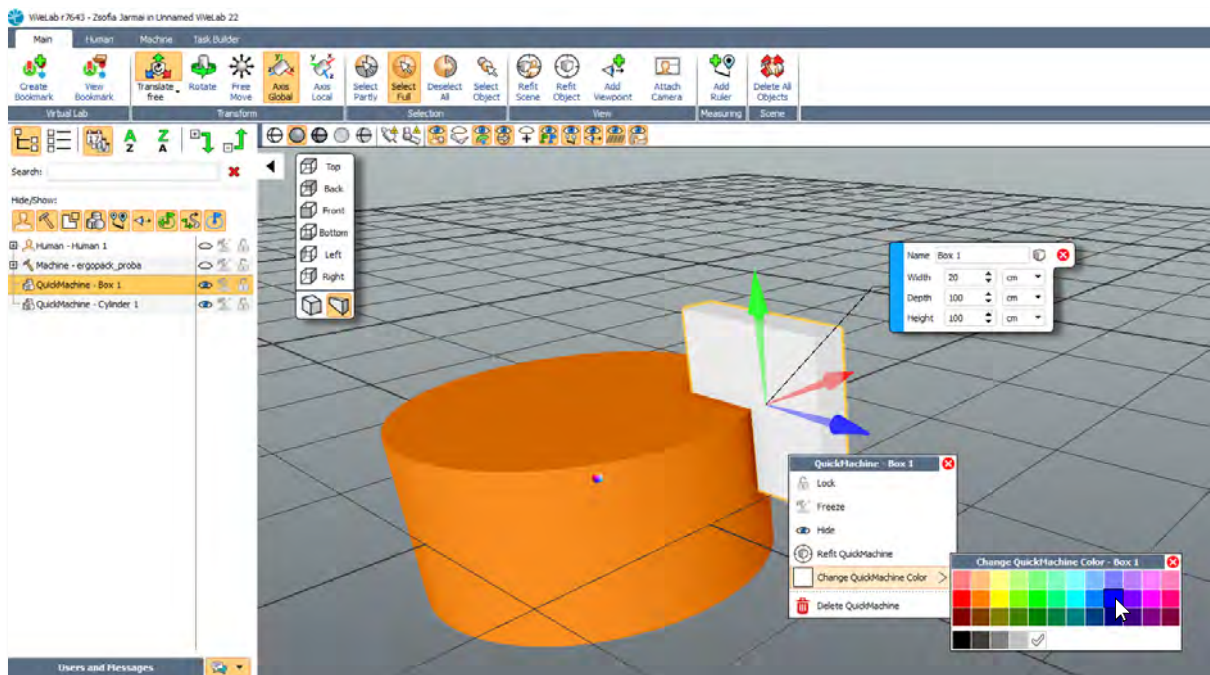 ViveLab r7643 - Zsofia Jarmai in Unnamed ViveLab 22
Main Human Machine Task Builder
Create Bookmark
View Bookmark
Translate free
Rotate
Free Move
Axis Global
Axis Local
Select Partly
Select Full
Deselect All
Select Object
Refit Scene
Refit Object
Add Viewpoint
Attach Camera
Add Ruler
Delete All Objects
Virtual Lab Transform Selection View Measuring Scene
A Z
Z A
Search:
Hide/Show:
Human - Human 1
Machine - ergopack_proba
QuickMachine - Box 1
QuickMachine - Cylinder 1
Top
Back
Front
Bottom
Left
Right
Name Box 1
Width 20 cm
Depth 100 cm
Height 100 cm
QuickMachine - Box 1
Lock
Freeze
Hide
Refit QuickMachine
Change QuickMachine Color
Delete QuickMachine
Change QuickMachine Color - Box 1
Users and Messages